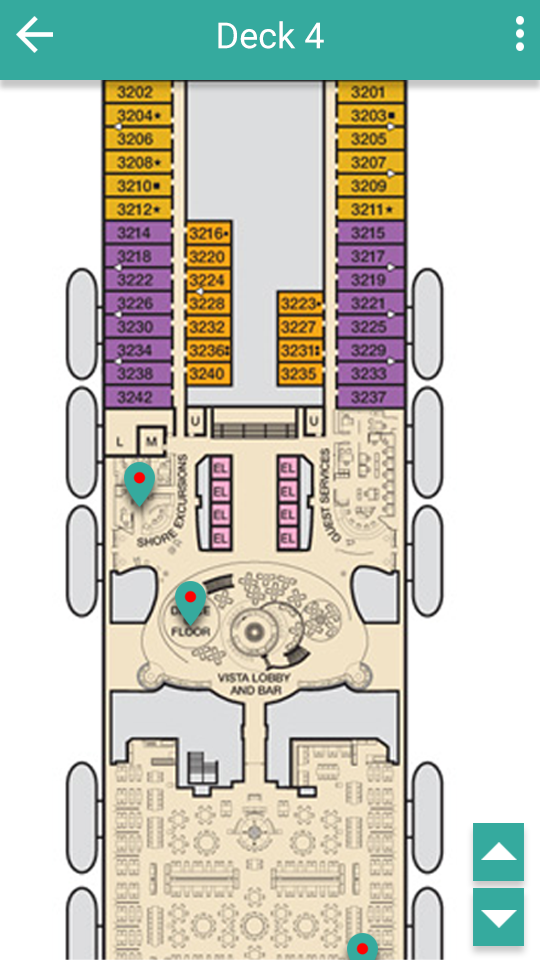 Deck 4
3202 3201
3204★ 3203■
3206 3205
3208★ 3207
3210■ 3209
3212★ 3211★
3214 3216• 3215
3218 3220 3217
3222 3224 3219
3226 3228 3223• 3221
3230 3232 3227 3225
3234 3236 3231 3229
3238 3240 3235 3233
3242 3237
U U
L M
EL EL
EL EL
EL EL
EL EL
SHORE EXCURSIONS
GUEST SERVICES
FLOOR
VISTA LOBBY
AND BAR